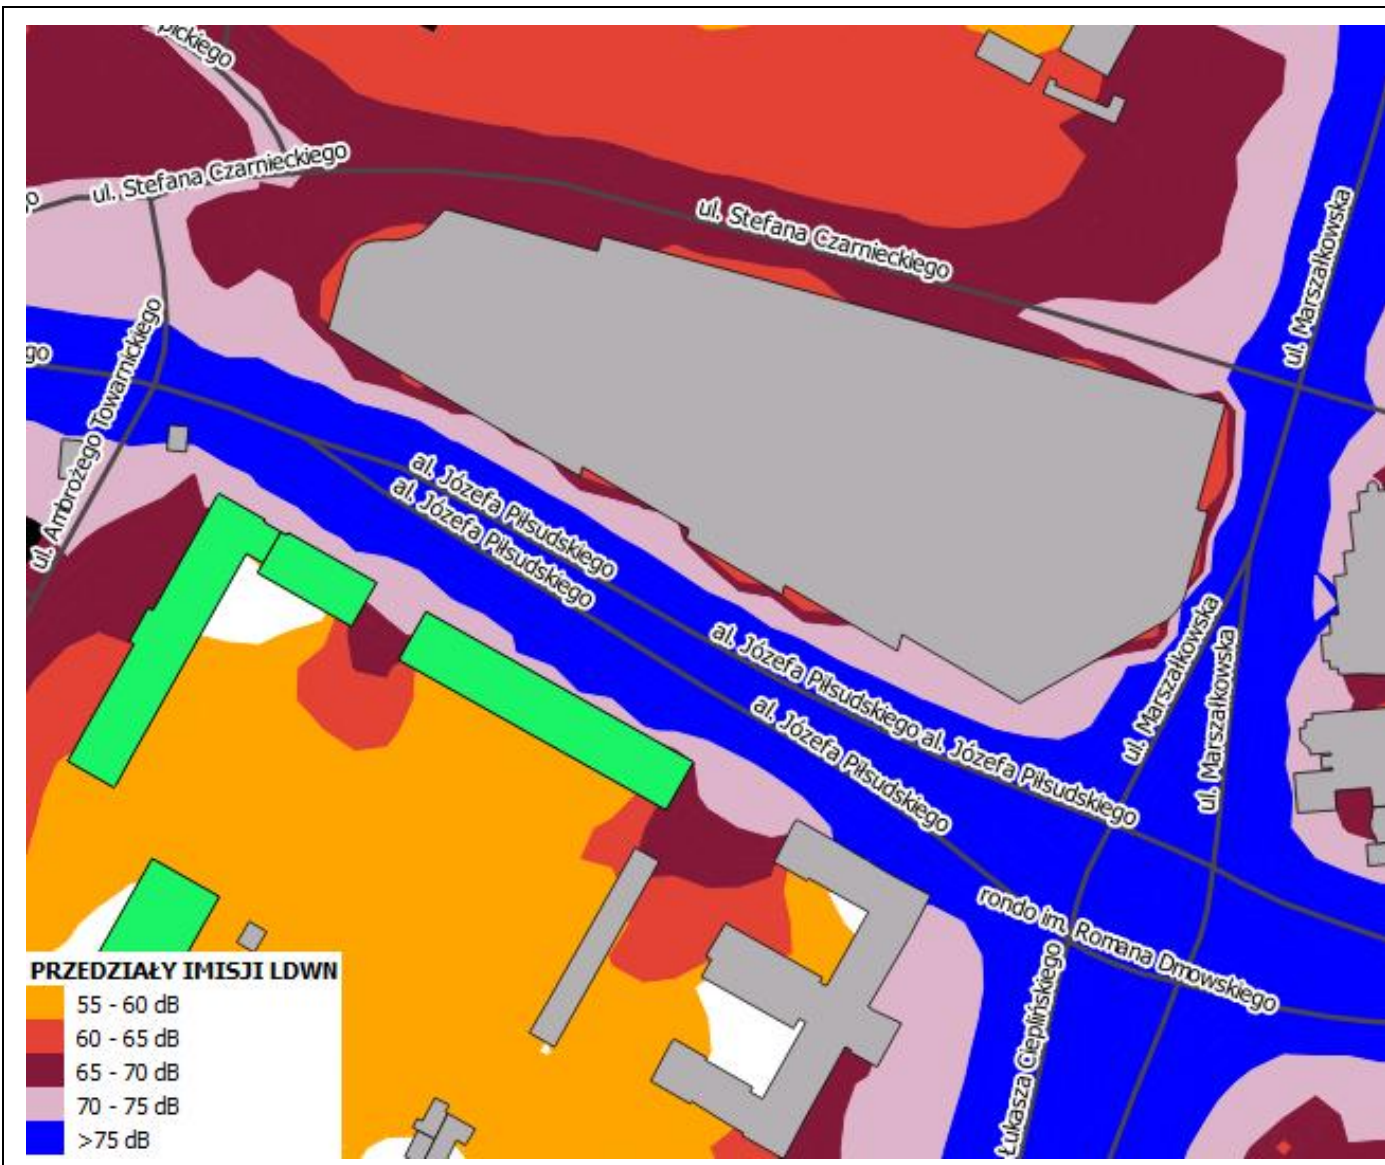 pickiego
ul. Stefana Czarnieckiego
go
ul. Stefana Czarnieckiego
ul. Marszałkowska
ul. Ambrożego Towarnickiego
go
al. Józefa Piłsudskiego
al. Józefa Piłsudskiego
al. Józefa Piłsudskiego
al. Józefa Piłsudskiego
al. Józefa Piłsudskiego
ul. Marszałkowska
ul. Marszałkowska
rondo im. Romana Dmowskiego
Łukasza Cieplińskiego
PRZEDZIAŁY IMISJI LDWN
55 - 60 dB
60 - 65 dB
65 - 70 dB
70 - 75 dB
>75 dB